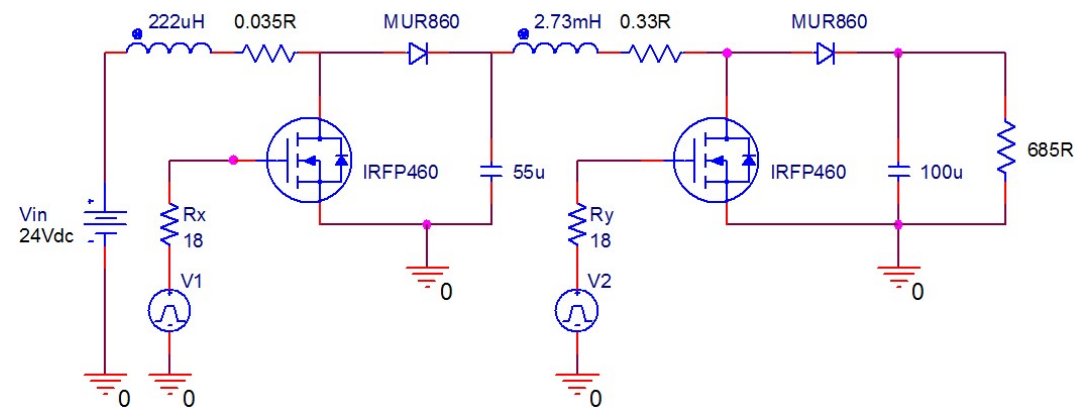 222uH
0.035R
MUR860
2.73mH
0.33R
MUR860
IRFP460
55u
IRFP460
100u
685R
Vin
24Vdc
Rx
18
Ry
18
V1
V2
0
0
0
0
0
0